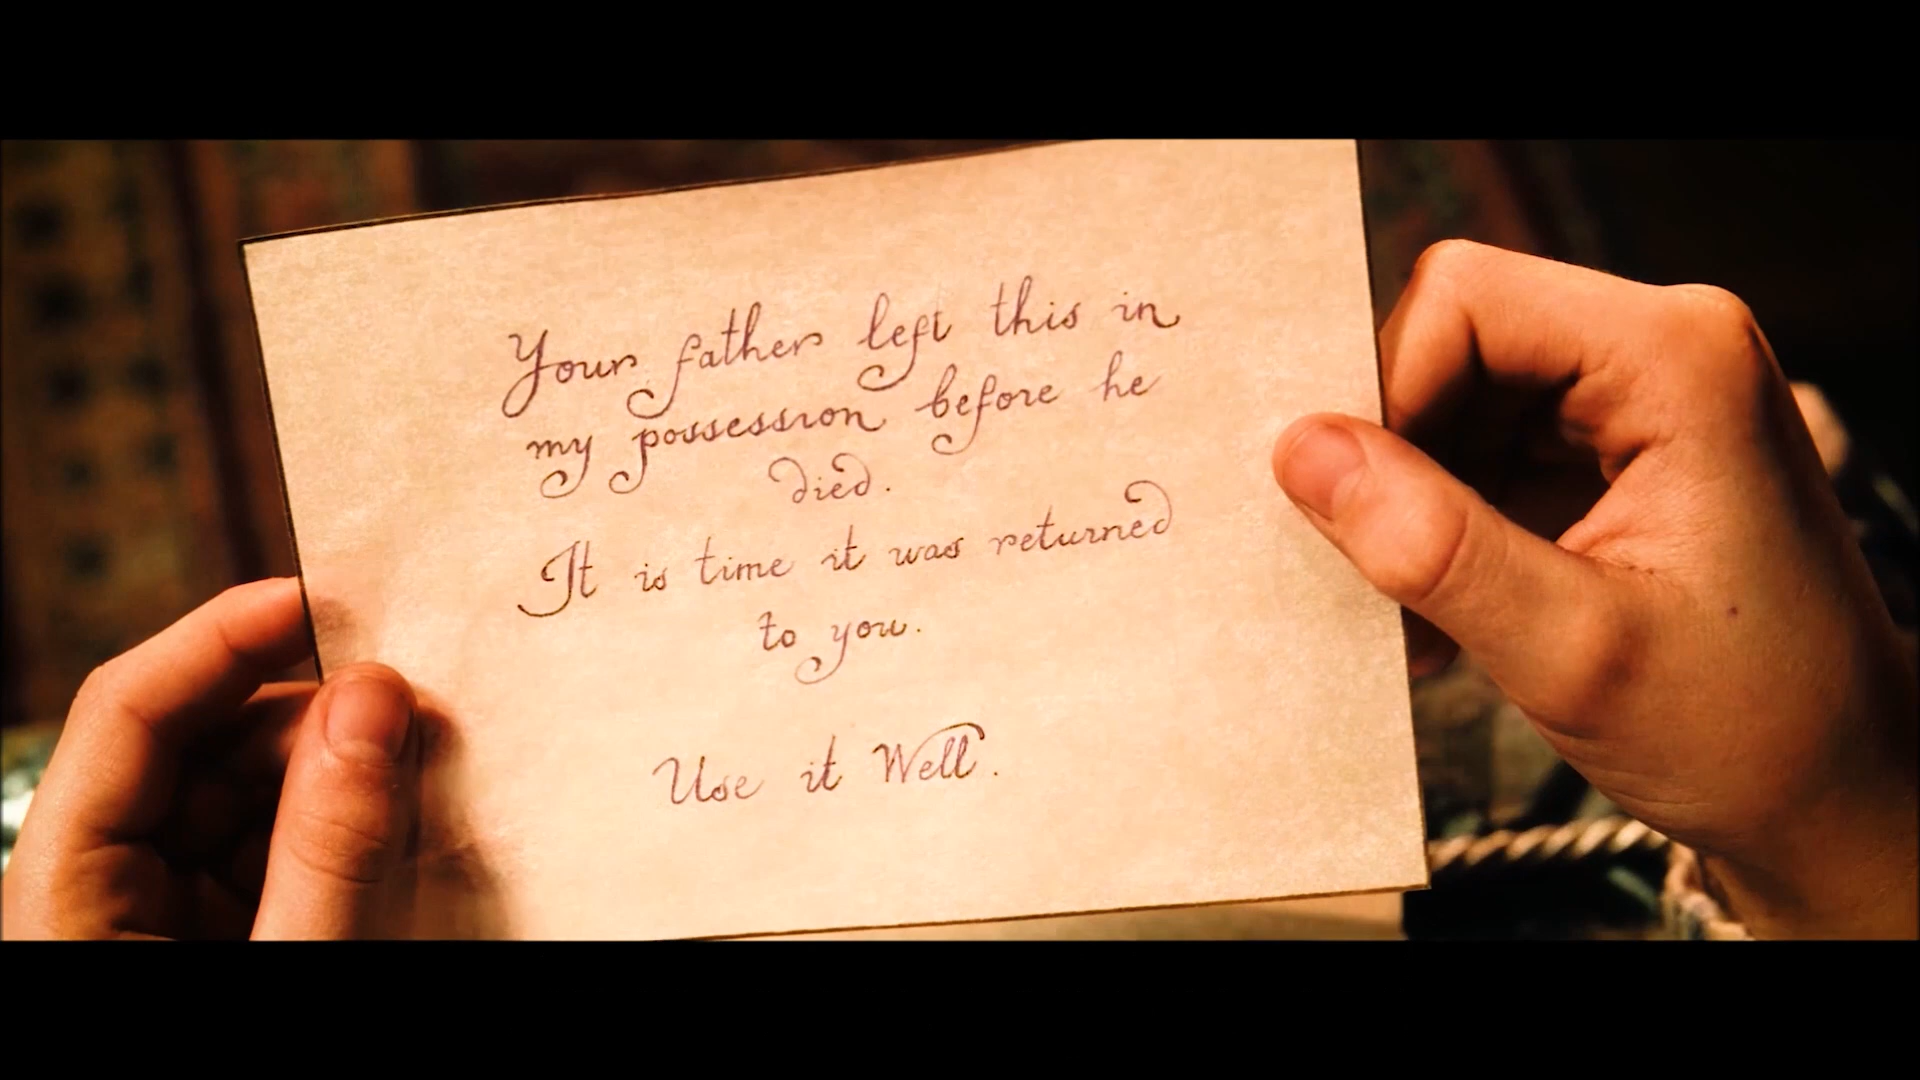 Your father left this in
my possession before he
died.
It is time it was returned
to you.
Use it Well.